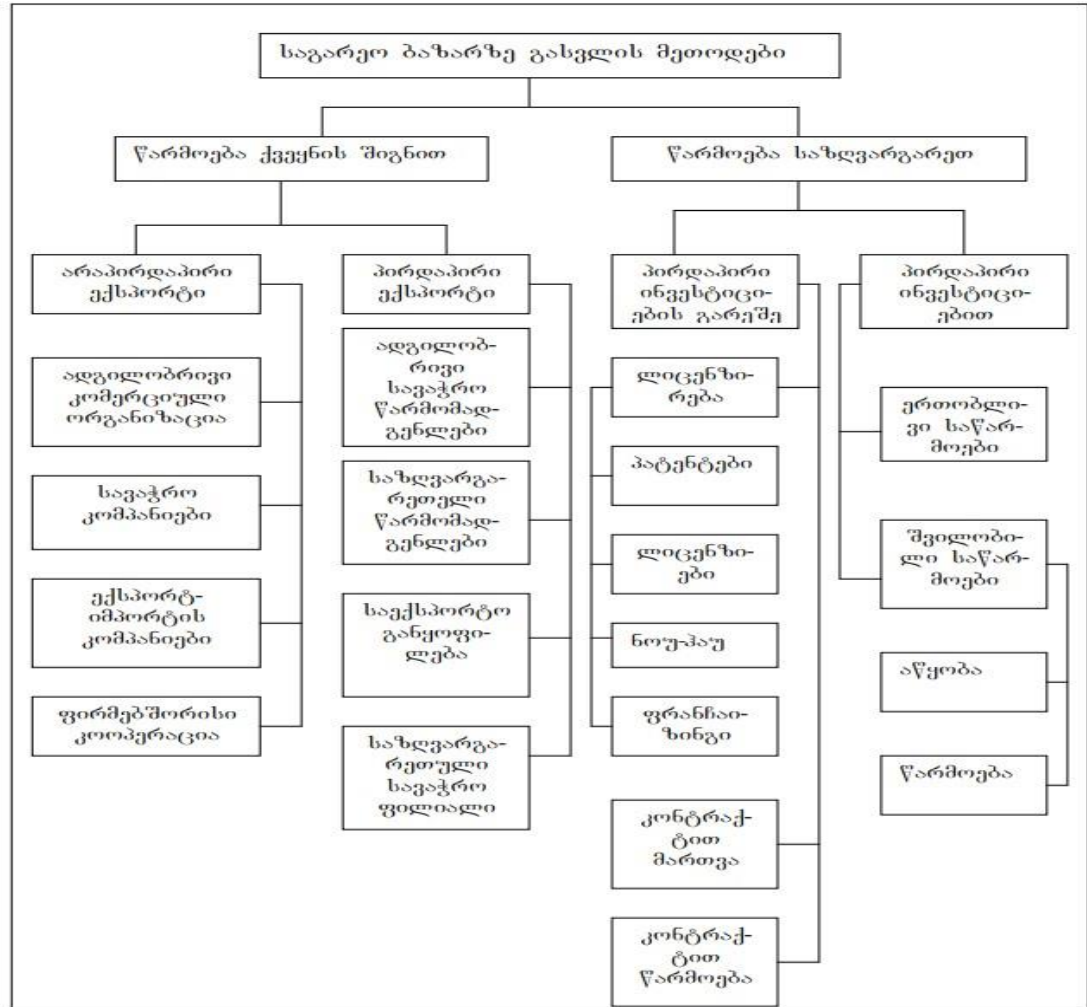 საგარეო ბაზარზე გასვლის მეთოდები
წარმოება ქვეყნის შიგნით
წარმოება საზღვარგარეთ
არაპირდაპირი
ექსპორტი
ადგილობრივი
კომერციული
ორგანიზაცია
სავაჭრო
კომპანიები
ექსპორტ-
იმპორტის
კომპანიები
ფირმებშორისი
კოოპერაცია
პირდაპირი
ექსპორტი
ადგილობ-
რივი
სავაჭრო
წარმომად-
გენლები
საზღვარგა-
რეთელი
წარმომად-
გენლები
საექსპორტო
განყოფი-
ლება
საზღვარგა-
რეთული
სავაჭრო
ფილიალი
პირდაპირი
ინვესტიცი-
ების გარეშე
ლიცენზი-
რება
პატენტები
ლიცენზი-
ები
ნოუ-ჰაუ
ფრანჩაი-
ზინგი
კონტრაქ-
ტით
მართვა
კონტრაქ-
ტით
წარმოება
პირდაპირი
ინვესტიცი-
ებით
ერთობლი-
ვი საწარ-
მოები
შვილობი-
ლი საწარ-
მოები
აწყობა
წარმოება